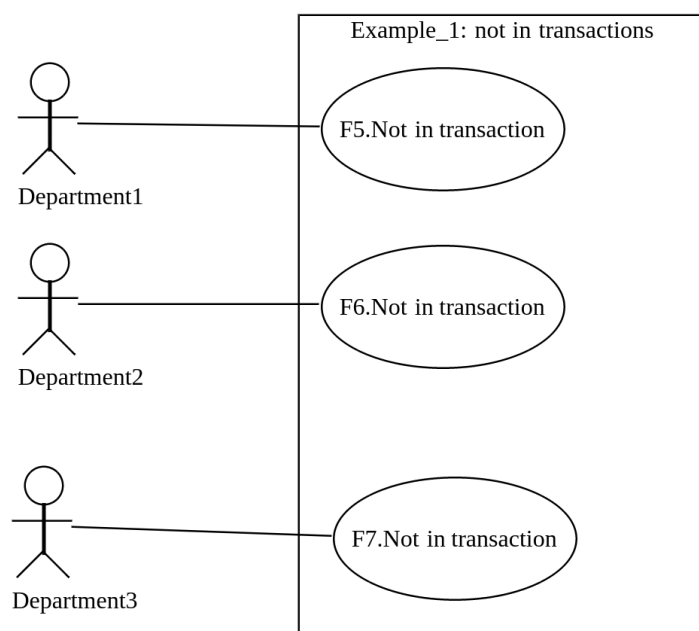 Example_1: not in transactions
F5.Not in transaction
Department1
F6.Not in transaction
Department2
F7.Not in transaction
Department3